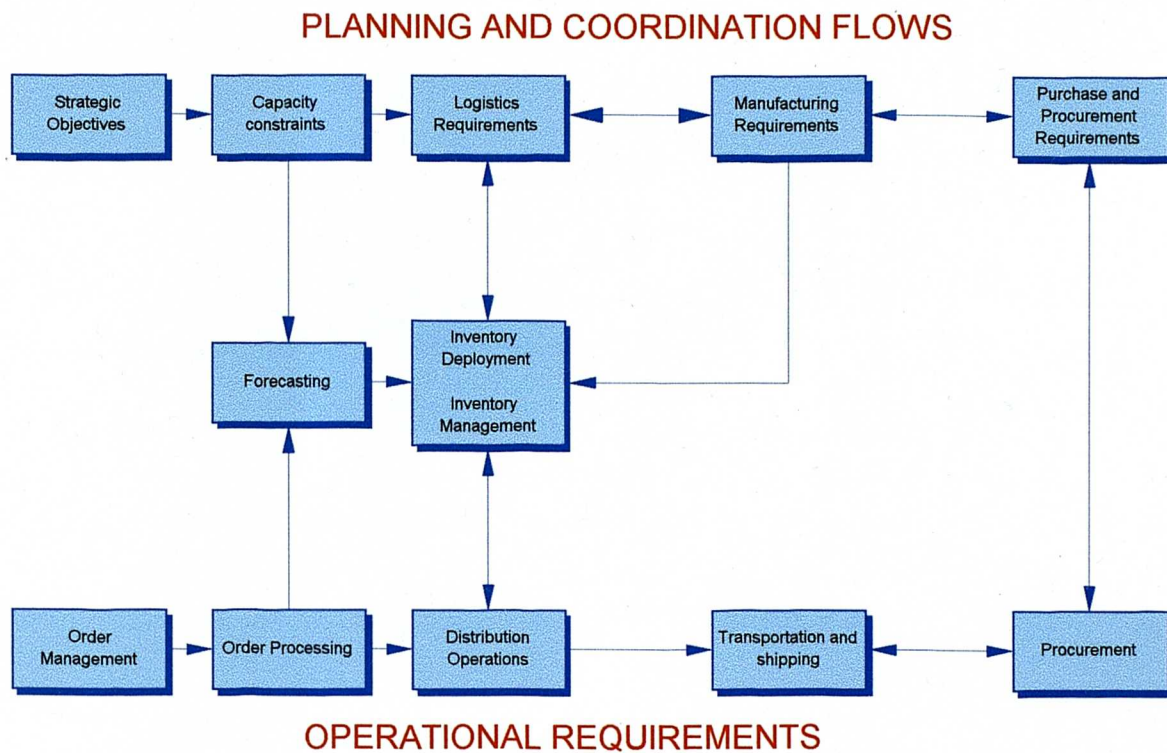 PLANNING AND COORDINATION FLOWS
Strategic
Objectives
Capacity
constraints
Logistics
Requirements
Manufacturing
Requirements
Purchase and
Procurement
Requirements
Forecasting
Inventory
Deployment
Inventory
Management
Order
Management
Order Processing
Distribution
Operations
Transportation and
shipping
Procurement
OPERATIONAL REQUIREMENTS